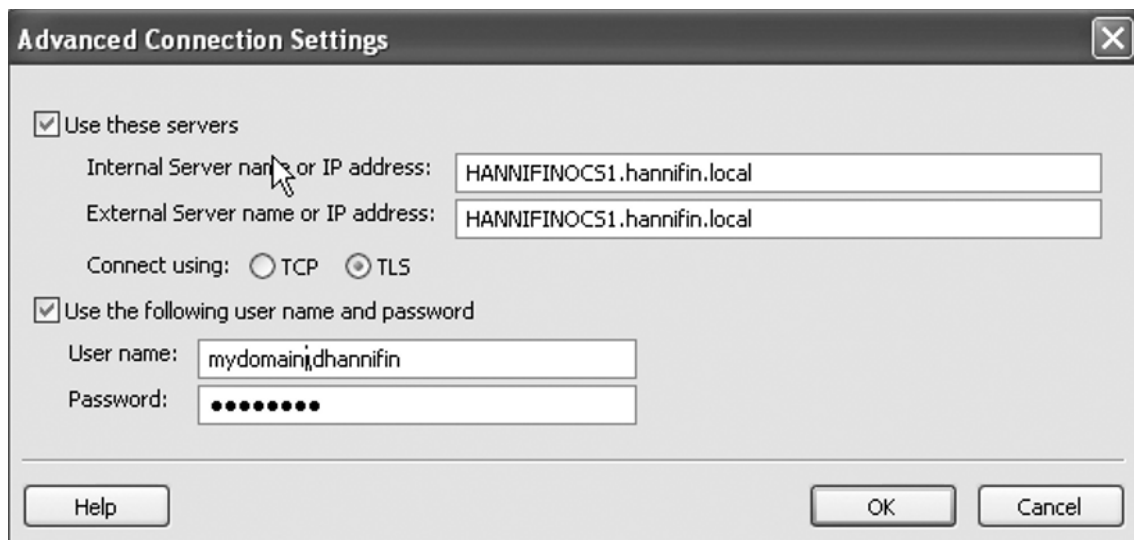 Advanced Connection Settings
Use these servers
Internal Server name or IP address: HANNIFINOCS1.hannifin.local
External Server name or IP address: HANNIFINOCS1.hannifin.local
Connect using: TCP TLS
Use the following user name and password
User name: mydomain\dhannifin
Password: ●●●●●●●●
Help OK Cancel